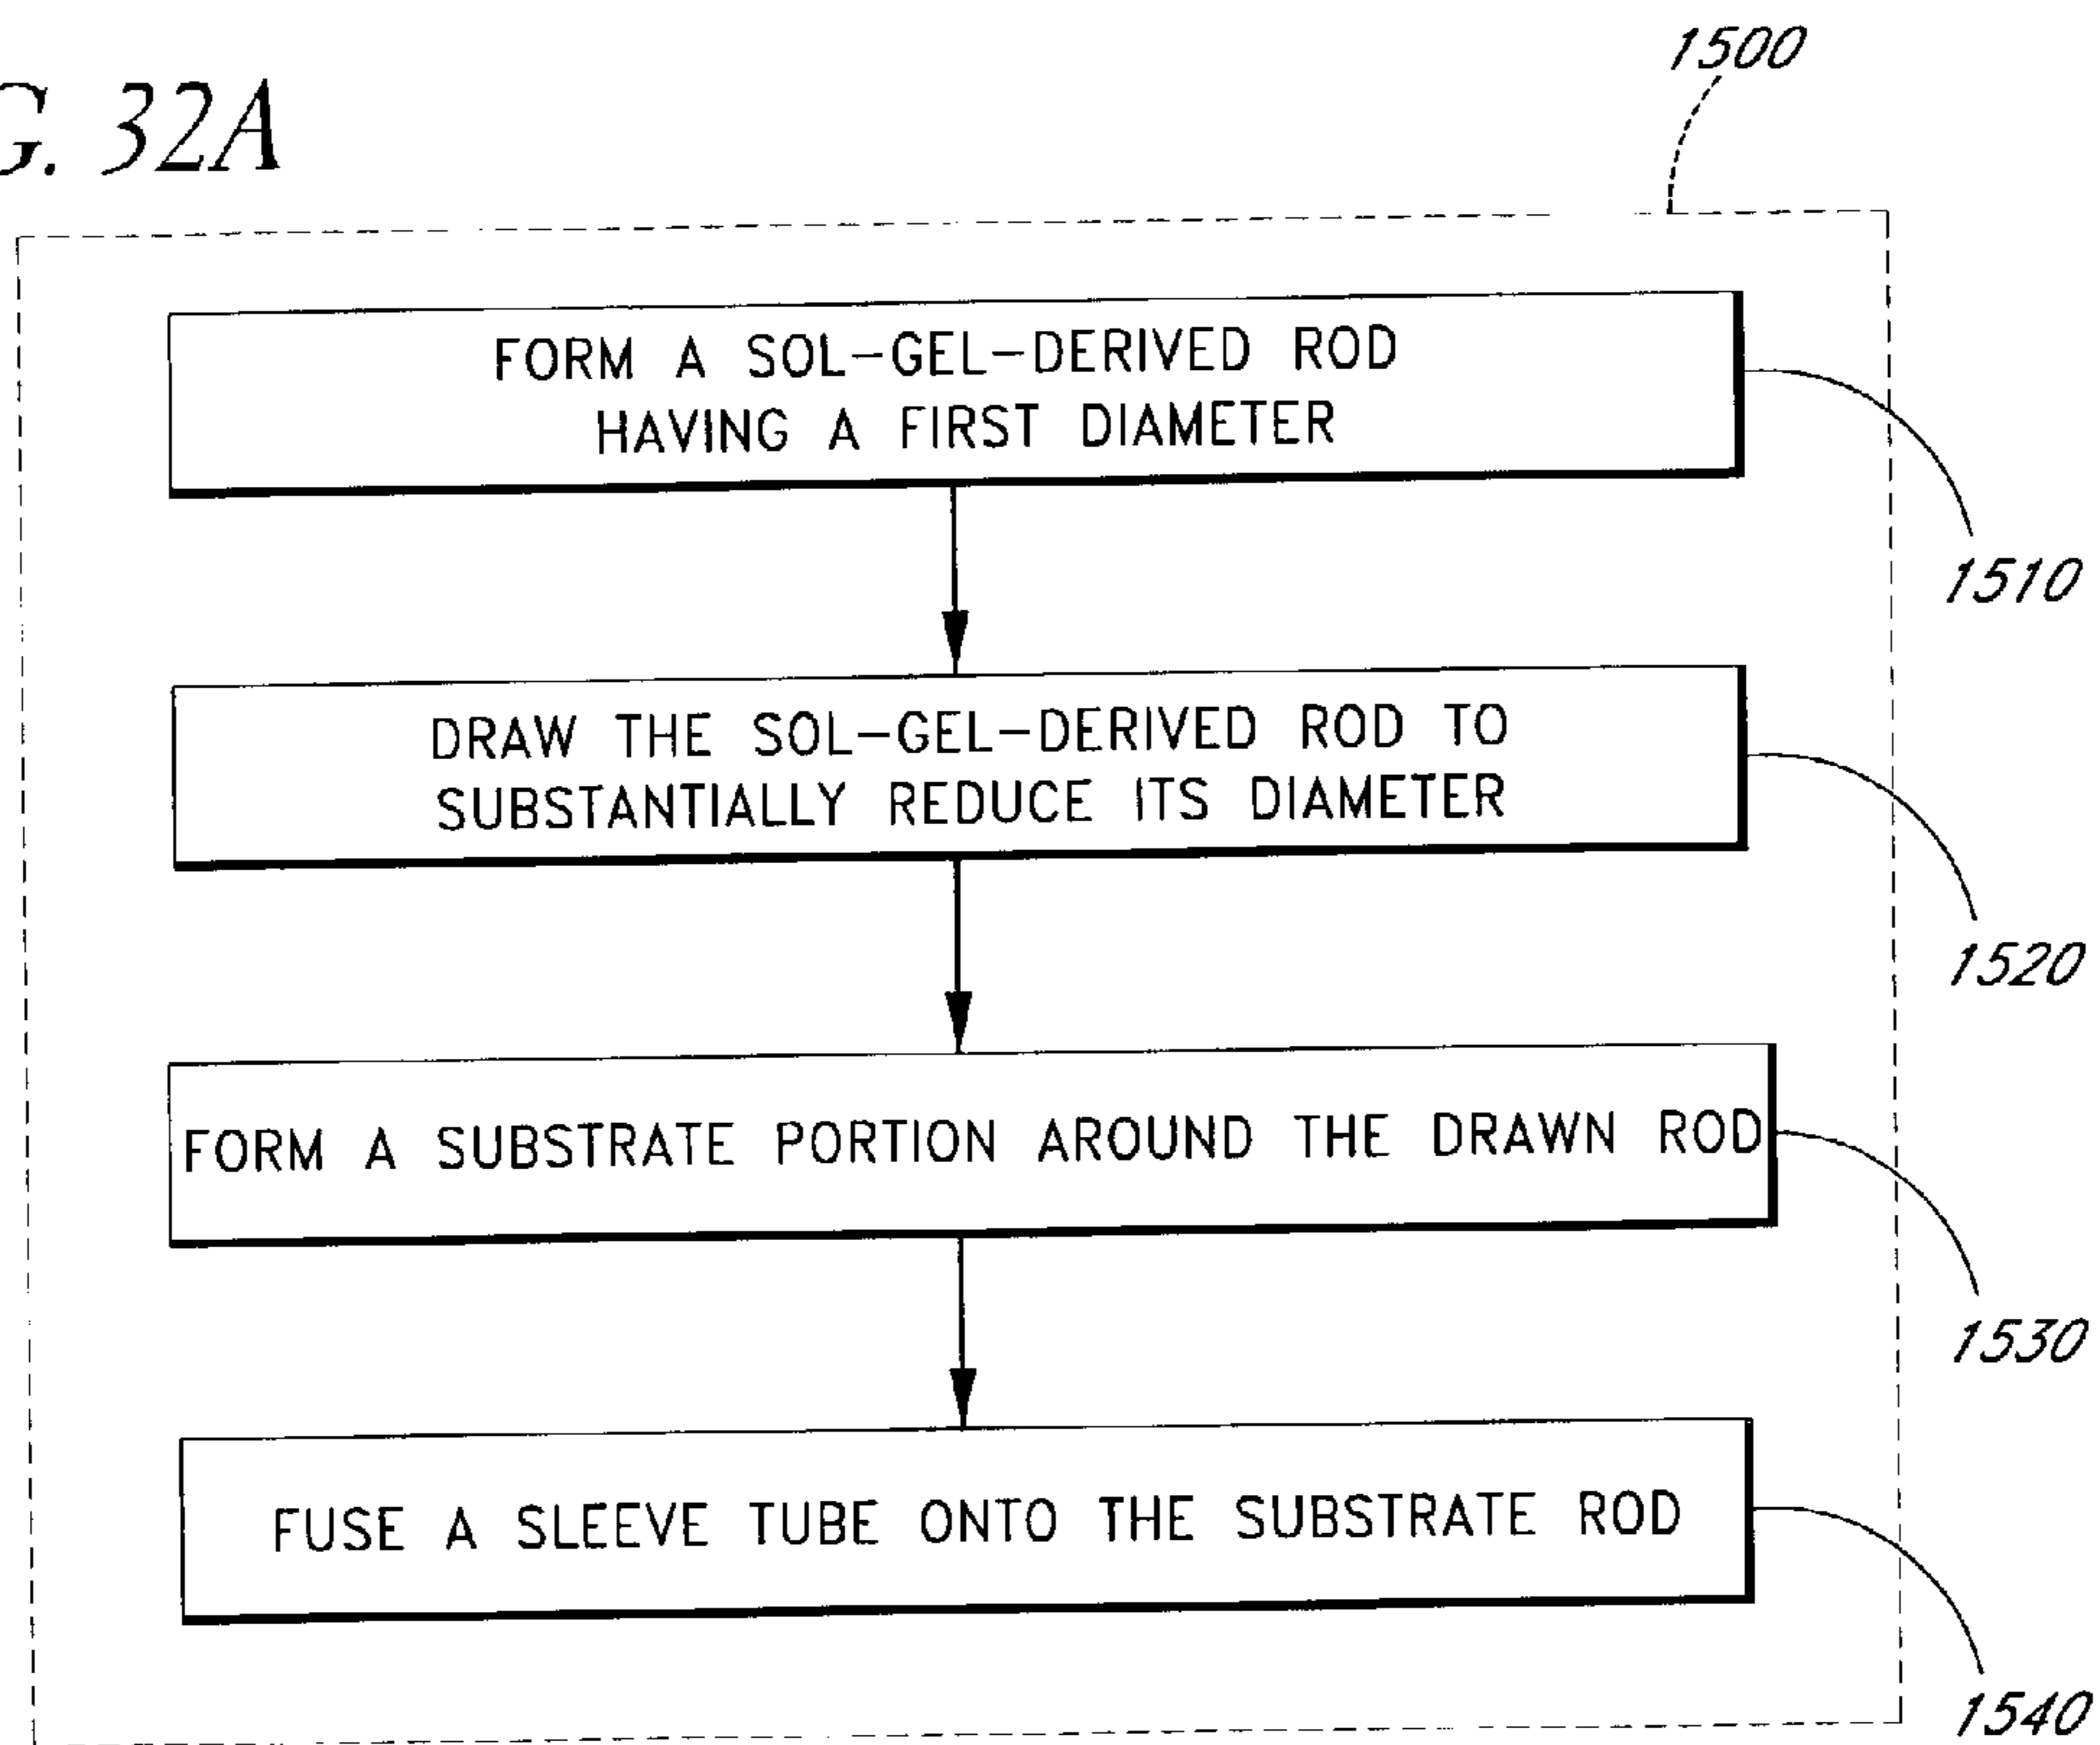 G. 32A
1500
FORM A SOL-GEL-DERIVED ROD
HAVING A FIRST DIAMETER
1510
DRAW THE SOL-GEL-DERIVED ROD TO
SUBSTANTIALLY REDUCE ITS DIAMETER
1520
FORM A SUBSTRATE PORTION AROUND THE DRAWN ROD
1530
FUSE A SLEEVE TUBE ONTO THE SUBSTRATE ROD
1540